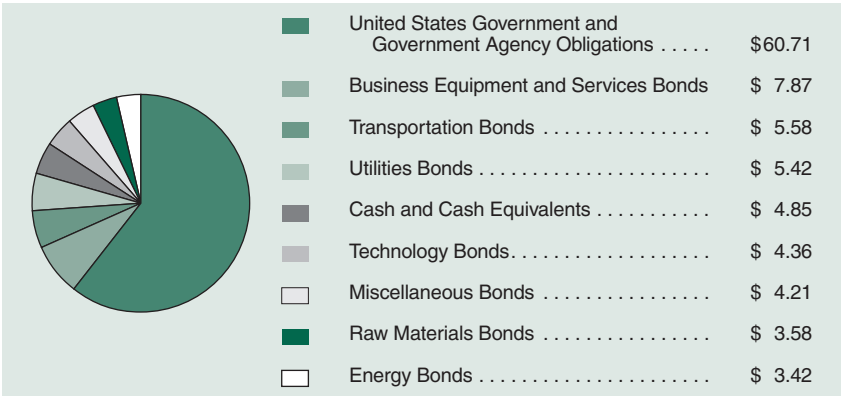 United States Government and
Government Agency Obligations ..... $60.71
Business Equipment and Services Bonds $ 7.87
Transportation Bonds ................ $ 5.58
Utilities Bonds ...................... $ 5.42
Cash and Cash Equivalents ........... $ 4.85
Technology Bonds................... $ 4.36
Miscellaneous Bonds ................ $ 4.21
Raw Materials Bonds ................ $ 3.58
Energy Bonds ...................... $ 3.42